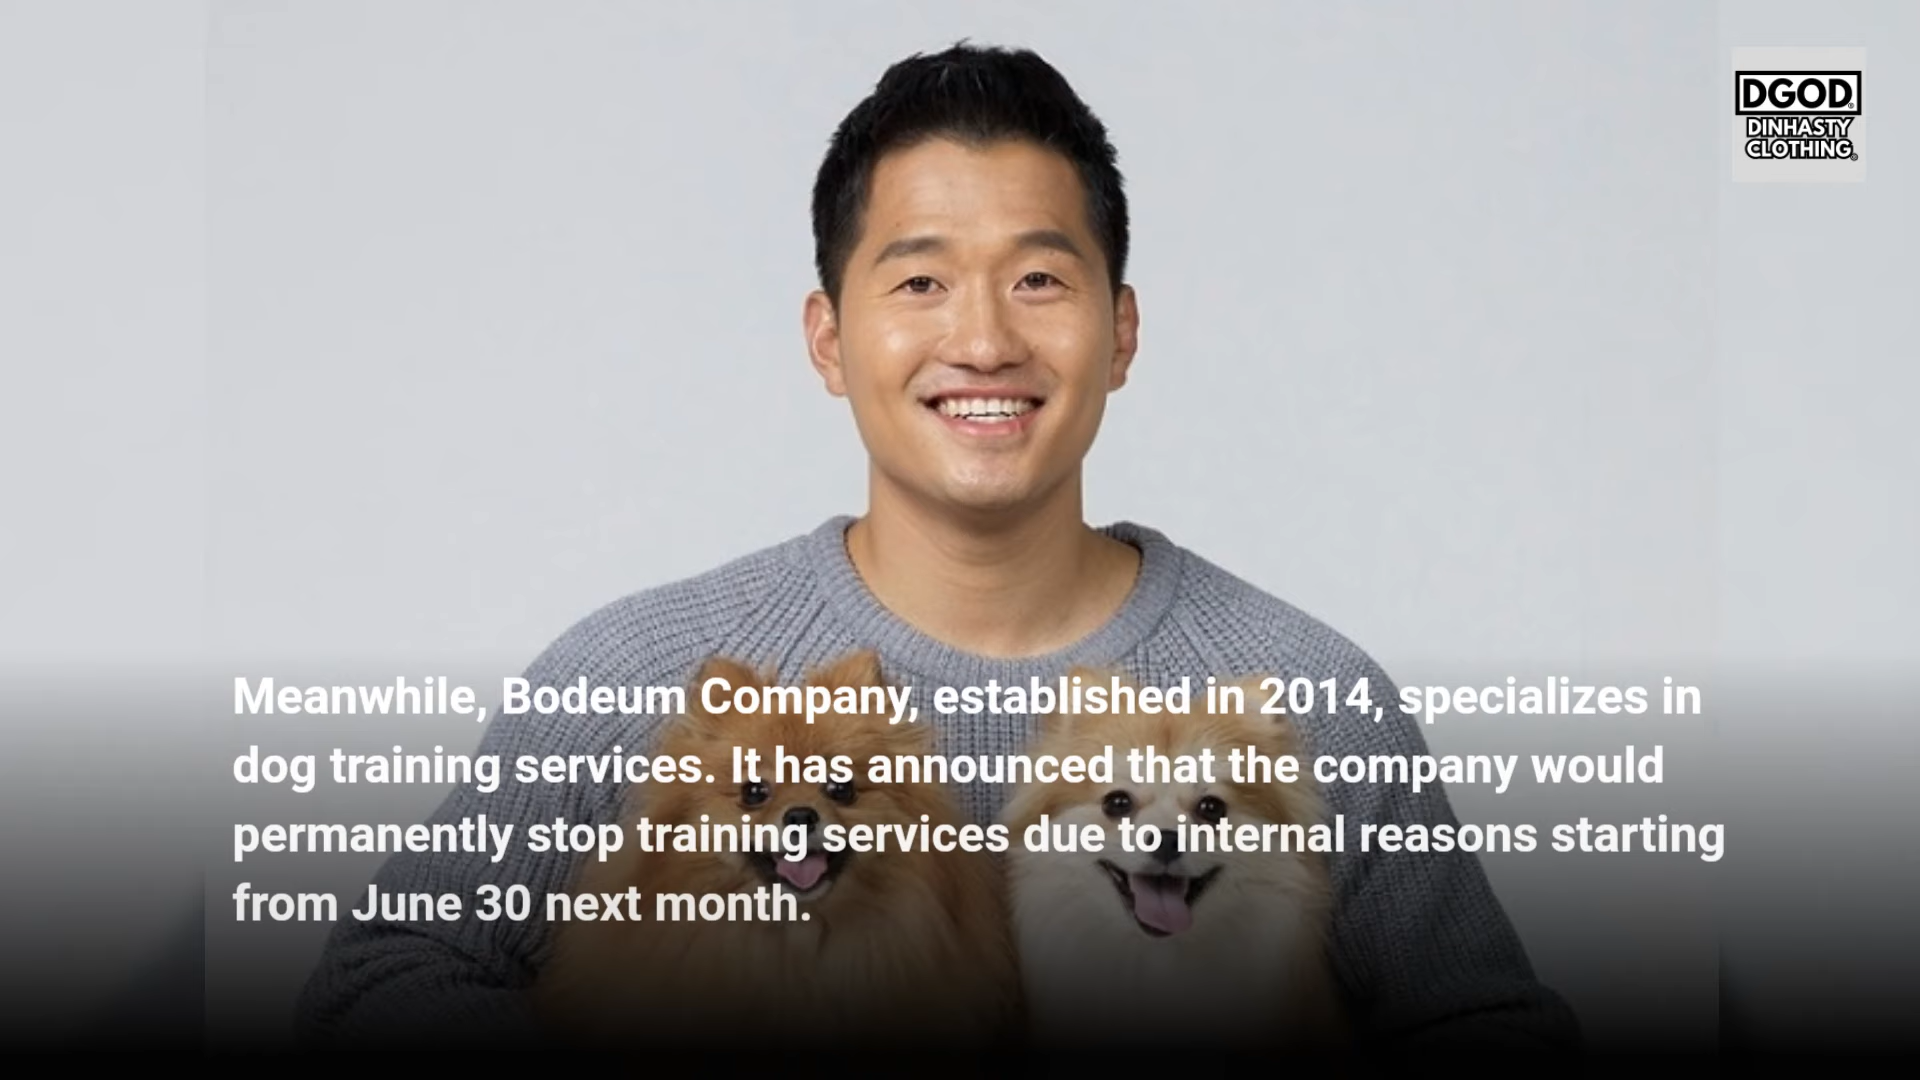 DGOD®
DINHASTY
CLOTHING®
Meanwhile, Bodeum Company, established in 2014, specializes in
dog training services. It has announced that the company would
permanently stop training services due to internal reasons starting
from June 30 next month.